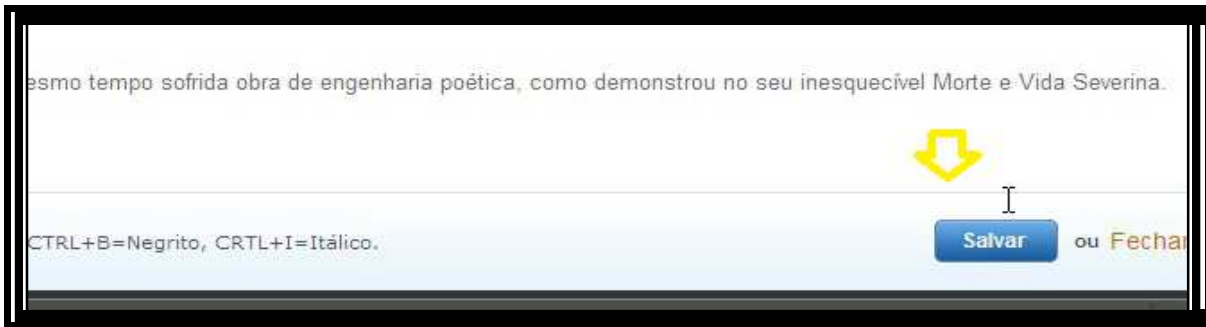 esmo tempo sofrida obra de engenharia poética, como demonstrou no seu inesquecível Morte e Vida Severina.
CTRL+B=Negrito, CRTL+I=Itálico. Salvar ou Fechar